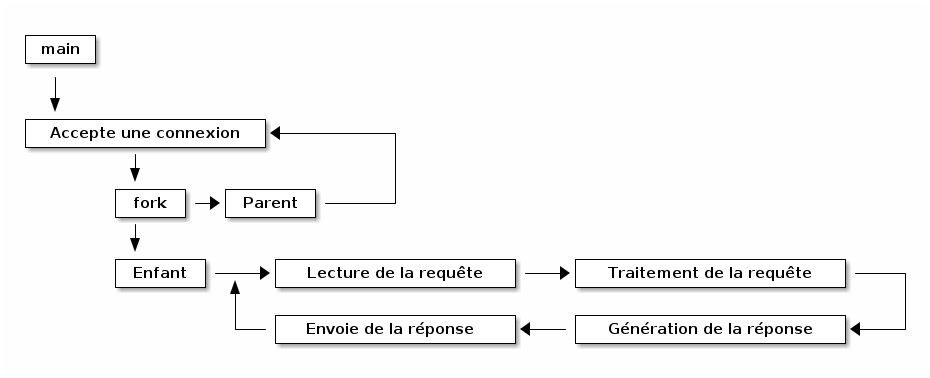 main
Accepte une connexion
fork
Parent
Enfant
Lecture de la requête
Traitement de la requête
Envoie de la réponse
Génération de la réponse